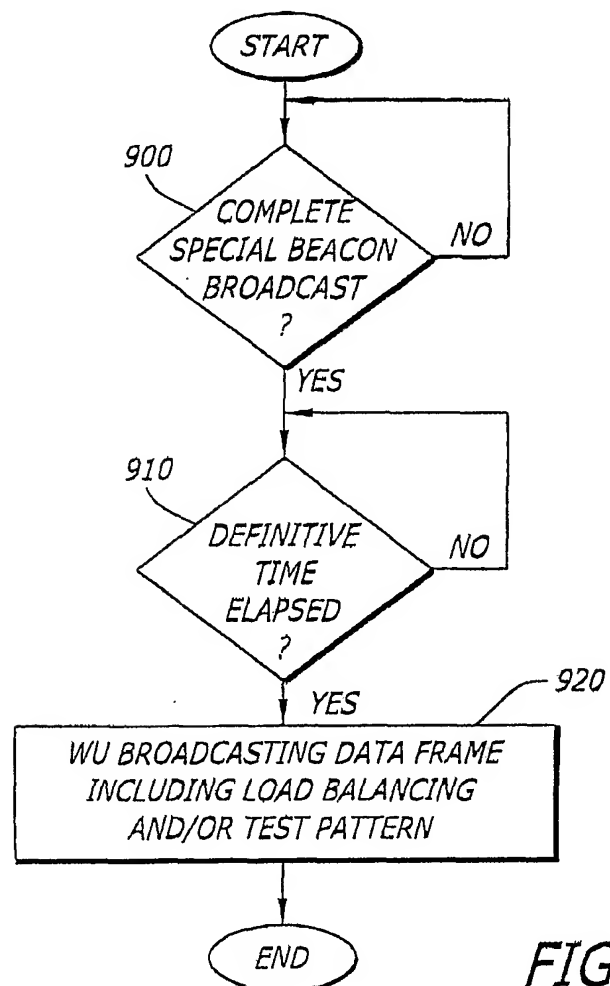 START
900
COMPLETE
SPECIAL BEACON
BROADCAST
?
NO
YES
910
DEFINITIVE
TIME
ELAPSED
?
NO
YES
920
WU BROADCASTING DATA FRAME
INCLUDING LOAD BALANCING
AND/OR TEST PATTERN
END
FIG